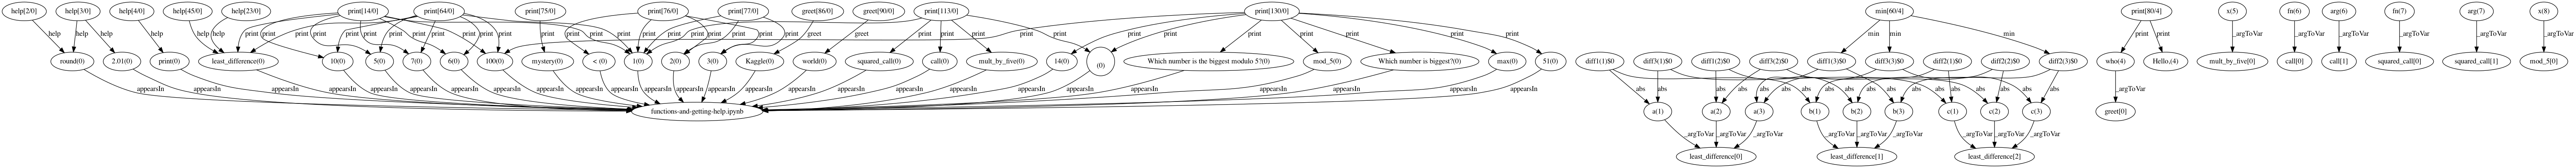 help[2/0] help[3/0] help[4/0] help[45/0] help[23/0] print[14/0] print[64/0] print[75/0] print[76/0] print[77/0] greet[86/0] greet[90/0] print[113/0] print[130/0] min[60/4] print[80/4] x(5) fn(6) arg(6) fn(7) arg(7) x(8)
help help help help help help print print print print print print print print print print print print print print print print print greet greet print print print print print print print print print print print min min min print print _argToVar _argToVar _argToVar _argToVar _argToVar _argToVar
round(0) 2.01(0) print(0) least_difference(0) 10(0) 5(0) 7(0) 6(0) 100(0) mystery(0) < (0) 1(0) 2(0) 3(0) Kaggle(0) world(0) squared_call(0) call(0) mult_by_five(0) (0) 14(0) Which number is the biggest modulo 5?(0) mod_5(0) Which number is biggest?(0) max(0) 51(0) diff1(1)$0 diff3(1)$0 diff1(2)$0 diff3(2)$0 diff1(3)$0 diff3(3)$0 diff2(1)$0 diff2(2)$0 diff2(3)$0 who(4) Hello,(4) mult_by_five[0] call[0] call[1] squared_call[0] squared_call[1] mod_5[0]
appearsIn appearsIn appearsIn appearsIn appearsIn appearsIn appearsIn appearsIn appearsIn appearsIn appearsIn appearsIn appearsIn appearsIn appearsIn appearsIn appearsIn appearsIn appearsIn appearsIn appearsIn appearsIn appearsIn appearsIn appearsIn appearsIn abs abs abs abs abs abs abs abs abs abs abs abs abs abs abs abs abs abs _argToVar
functions-and-getting-help.ipynb a(1) a(2) a(3) b(1) b(2) b(3) c(1) c(2) c(3) greet[0]
_argToVar _argToVar _argToVar _argToVar _argToVar _argToVar _argToVar _argToVar _argToVar
least_difference[0] least_difference[1] least_difference[2]